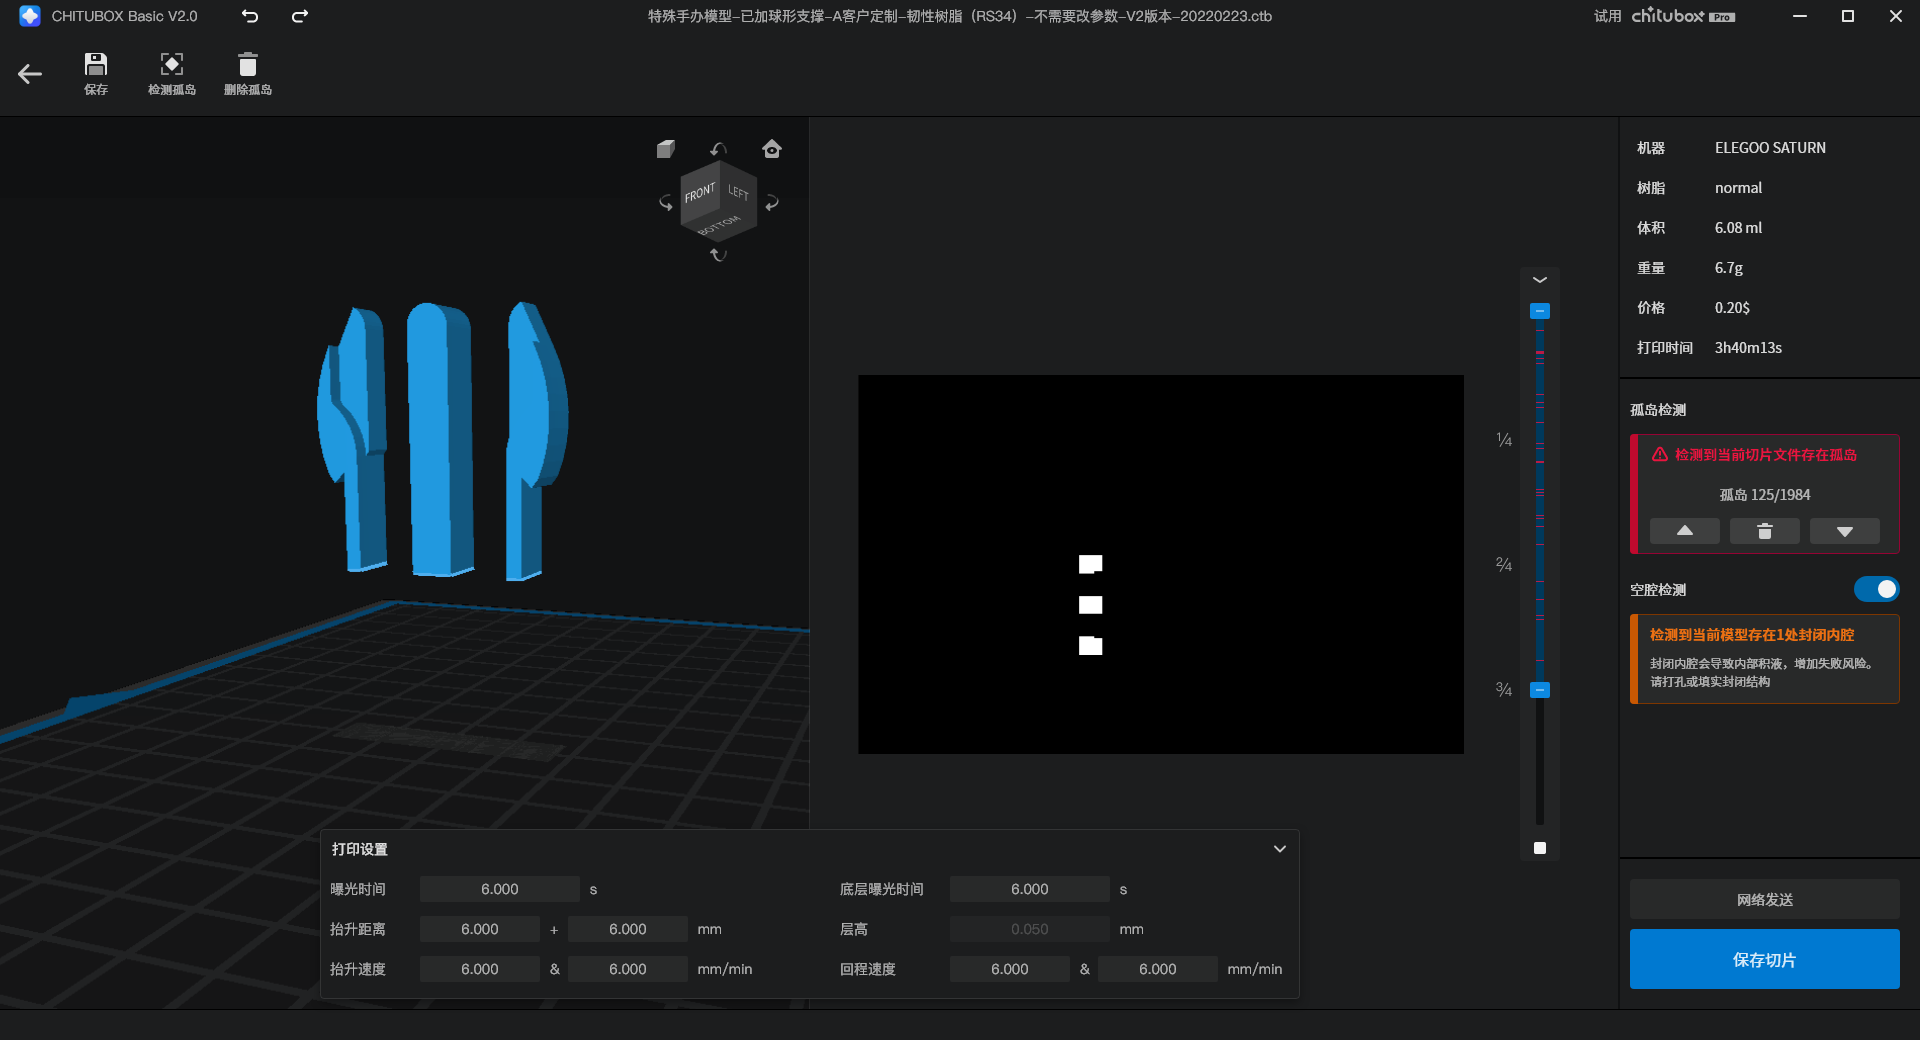 CHITUBOX Basic V2.0
特殊手办模型-已加球形支撑-A客户定制-韧性树脂（RS34）-不需要改参数-V2版本-20220223.ctb
试用 chitubox Pro
保存 检测孤岛 删除孤岛
FRONT LEFT
BOTTOM
机器 ELEGOO SATURN
树脂 normal
体积 6.08 ml
重量 6.7g
价格 0.20$
打印时间 3h40m13s
孤岛检测
检测到当前切片文件存在孤岛
孤岛 125/1984
1/4
2/4
3/4
空腔检测
检测到当前模型存在1处封闭内腔
封闭内腔会导致内部积液，增加失败风险。
请打孔或填实封闭结构
打印设置
曝光时间 6.000 s 底层曝光时间 6.000 s
抬升距离 6.000 + 6.000 mm 层高 0.050 mm
抬升速度 6.000 & 6.000 mm/min 回程速度 6.000 & 6.000 mm/min
网络发送
保存切片